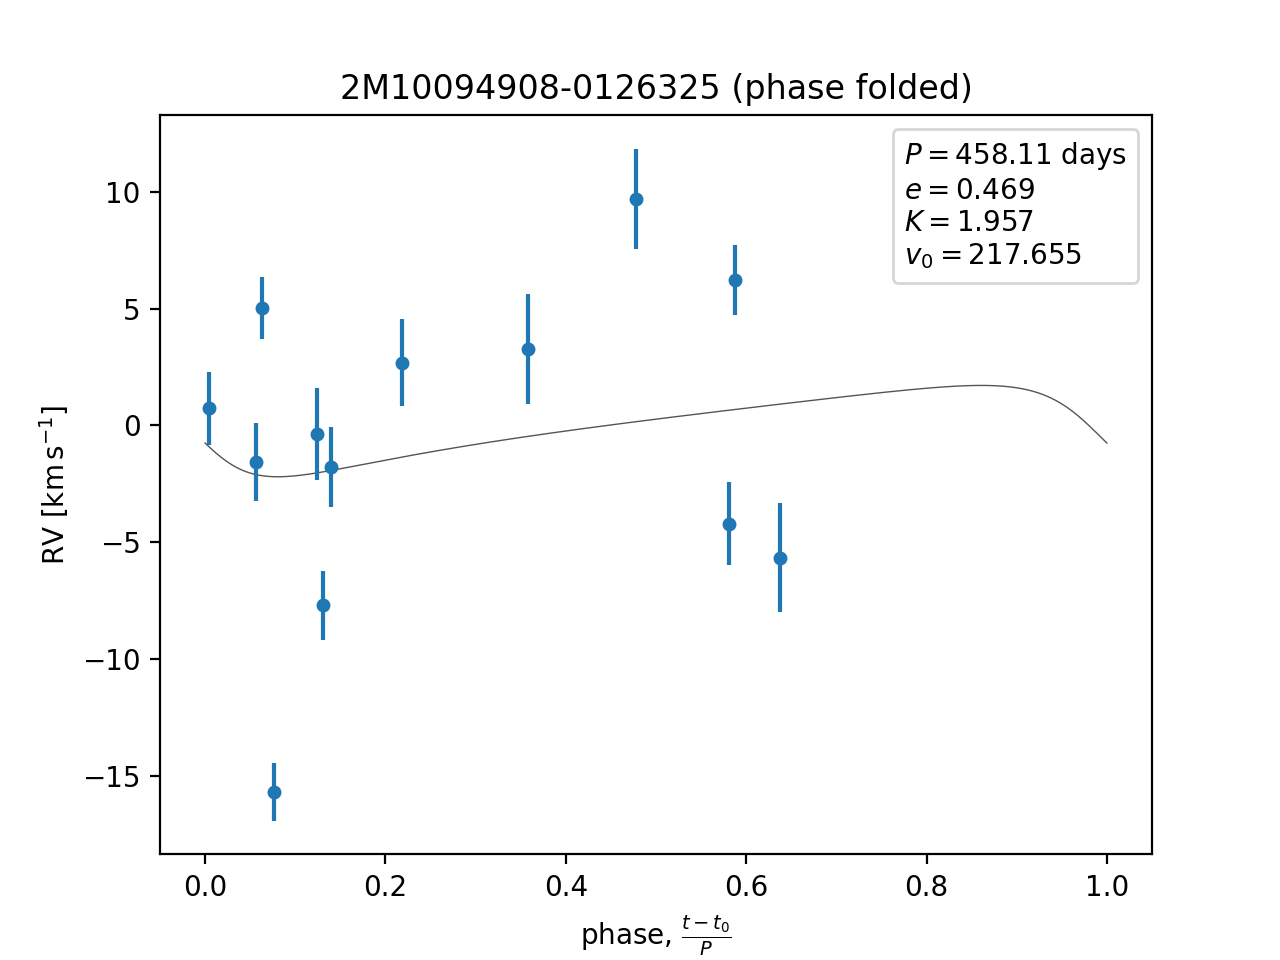 2M10094908-0126325 (phase folded)
P = 458.11 days
e = 0.469
K = 1.957
v₀ = 217.655
10
5
0
−5
−10
−15
RV [km s⁻¹]
0.0 0.2 0.4 0.6 0.8 1.0
phase, (t − t₀)/P